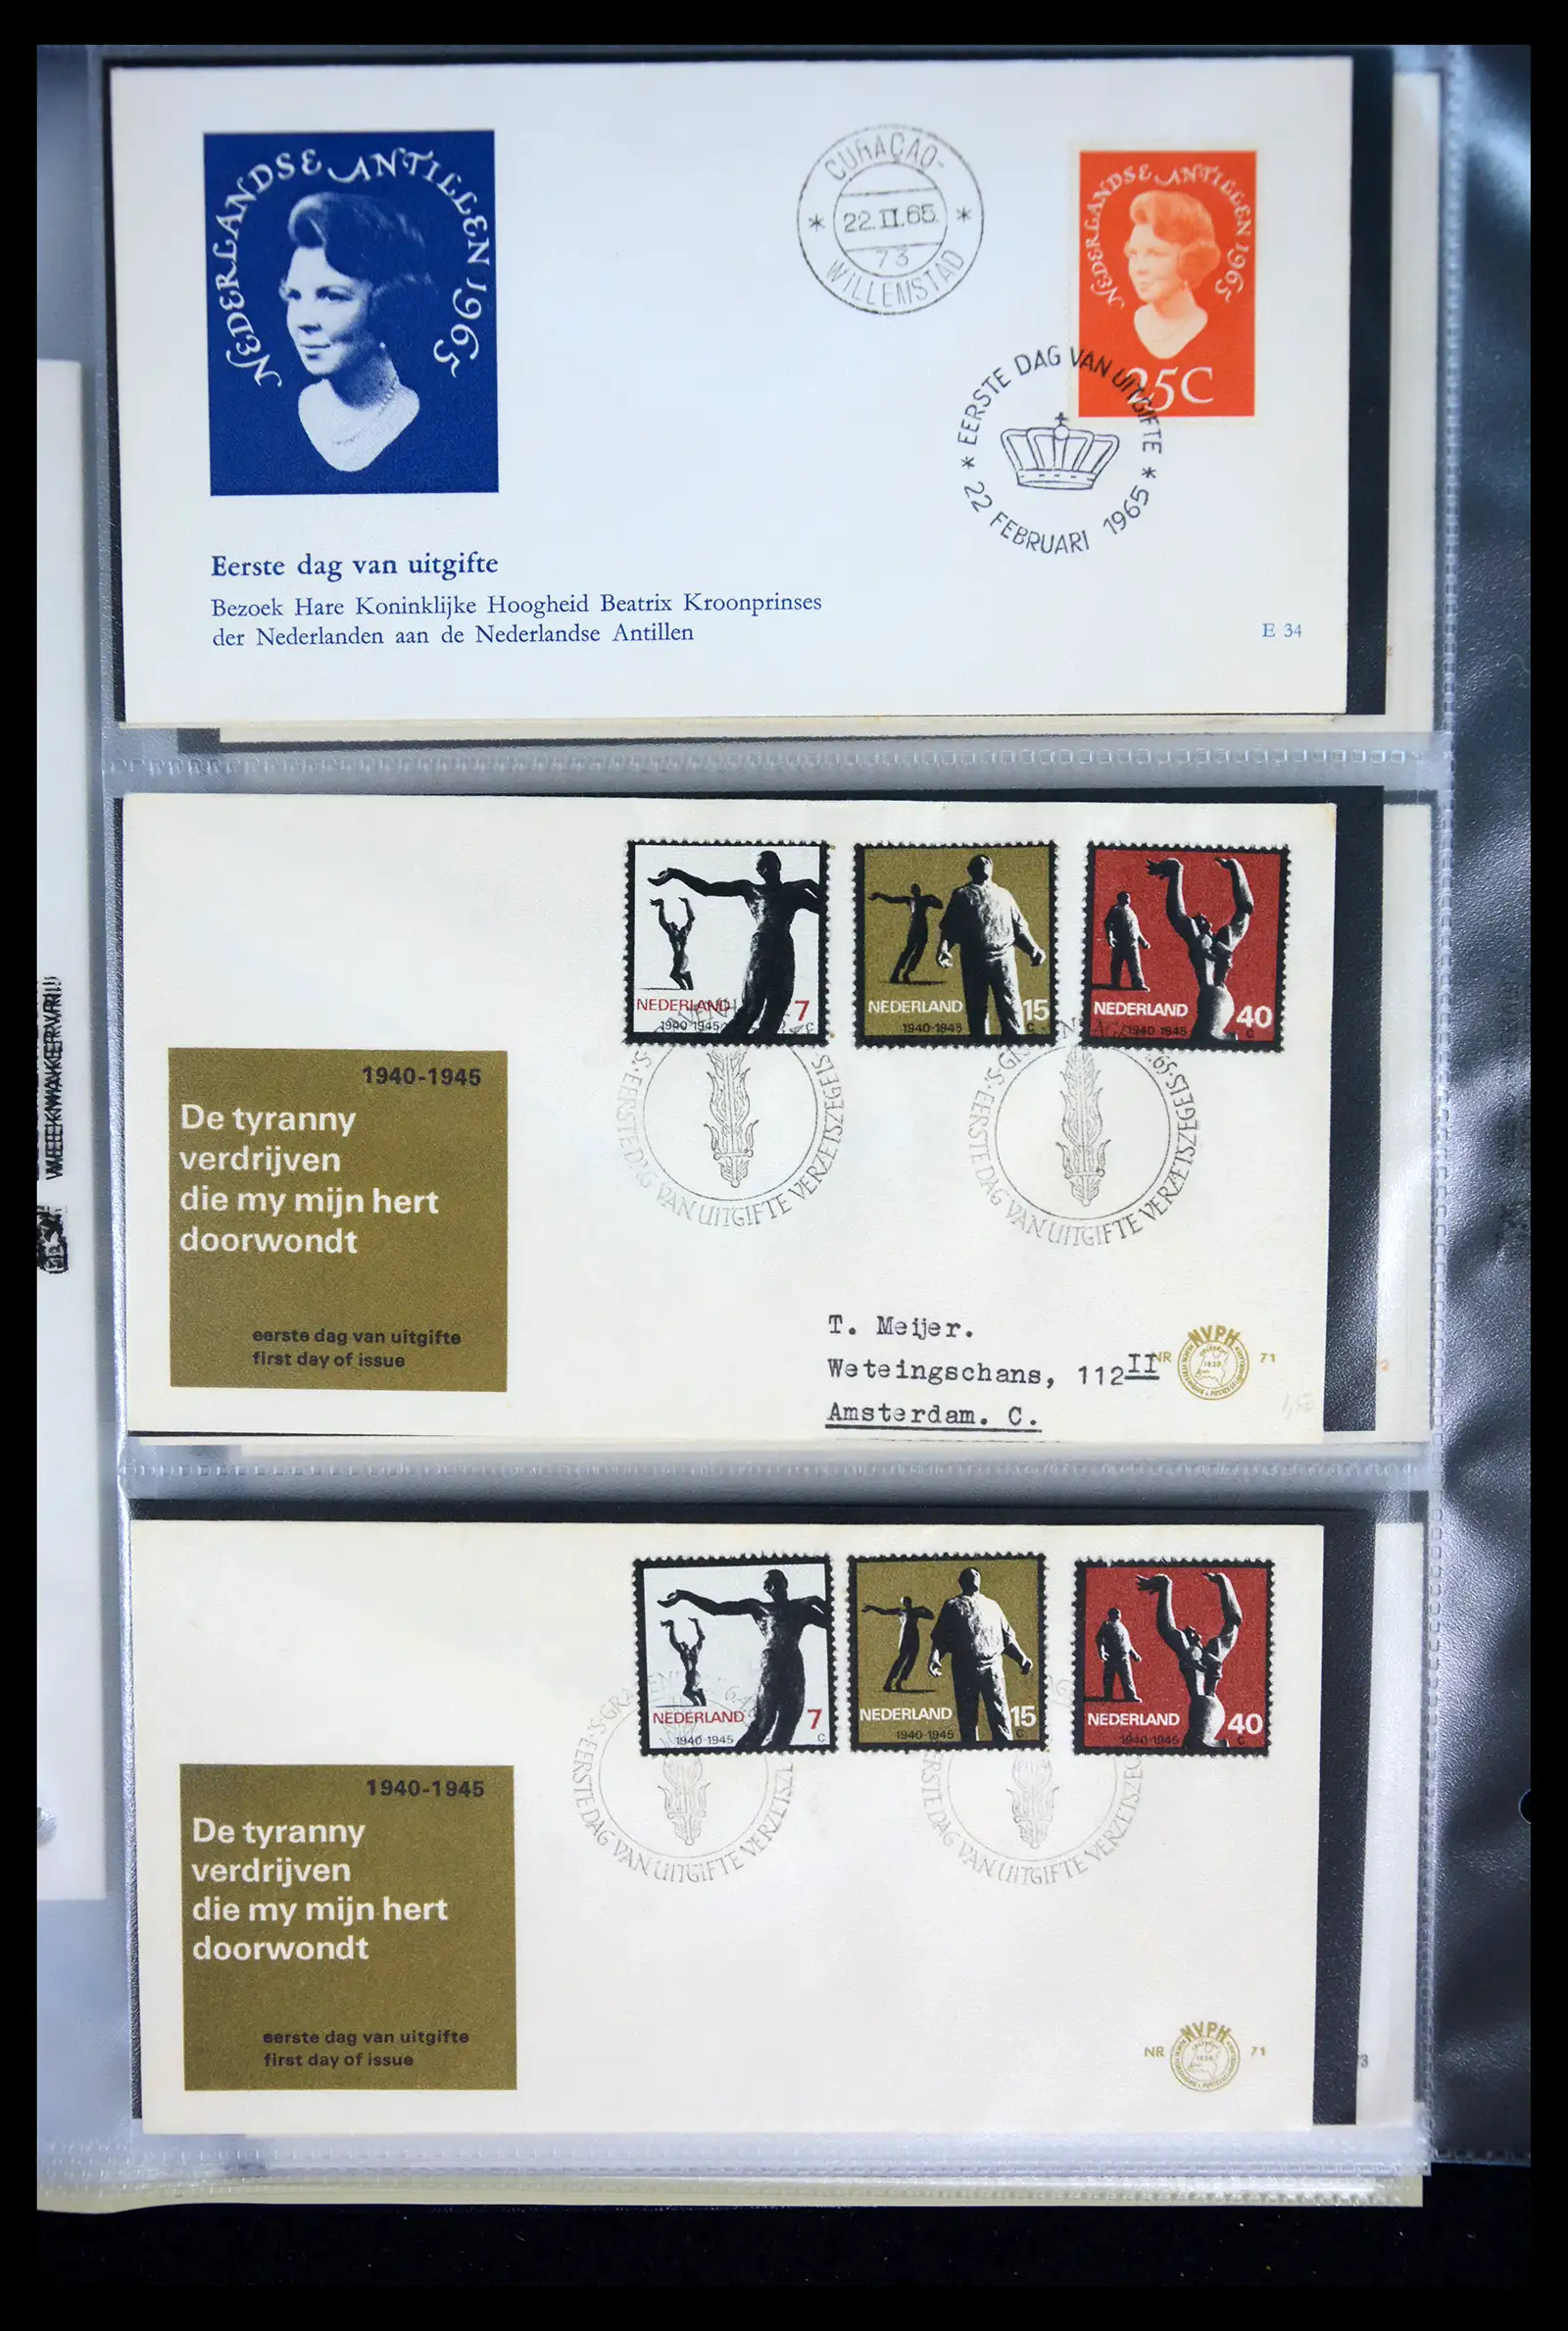 NEDERLANDSE ANTILLEN 1965
CURAÇAO-
* 22.II.65. *
73
WILLEMSTAD
NEDERLANDSE ANTILLEN 1965
25C
* EERSTE DAG VAN UITGIFTE *
22 FEBRUARI 1965
Eerste dag van uitgifte
Bezoek Hare Koninklijke Hoogheid Beatrix Kroonprinses
der Nederlanden aan de Nederlandse Antillen
E 34
NEDERLAND 7
1940-1945 c
NEDERLAND 15
1940-1945 c
NEDERLAND 40
1940-1945 c
EERSTE DAG VAN UITGIFTE VERZETSZEGELS
EERSTE DAG VAN UITGIFTE VERZETSZEGELS
1940-1945
De tyranny
verdrijven
die my mijn hert
doorwondt
eerste dag van uitgifte
first day of issue
T. Meijer.
Weteingschans, 112II
Amsterdam. C.
NR NVPH 71
NEDERLAND 7
1940-1945 c
NEDERLAND 15
1940-1945 c
NEDERLAND 40
1940-1945 c
EERSTE DAG VAN UITGIFTE
EERSTE DAG VAN UITGIFTE
1940-1945
De tyranny
verdrijven
die my mijn hert
doorwondt
eerste dag van uitgifte
first day of issue
NR NVPH 71